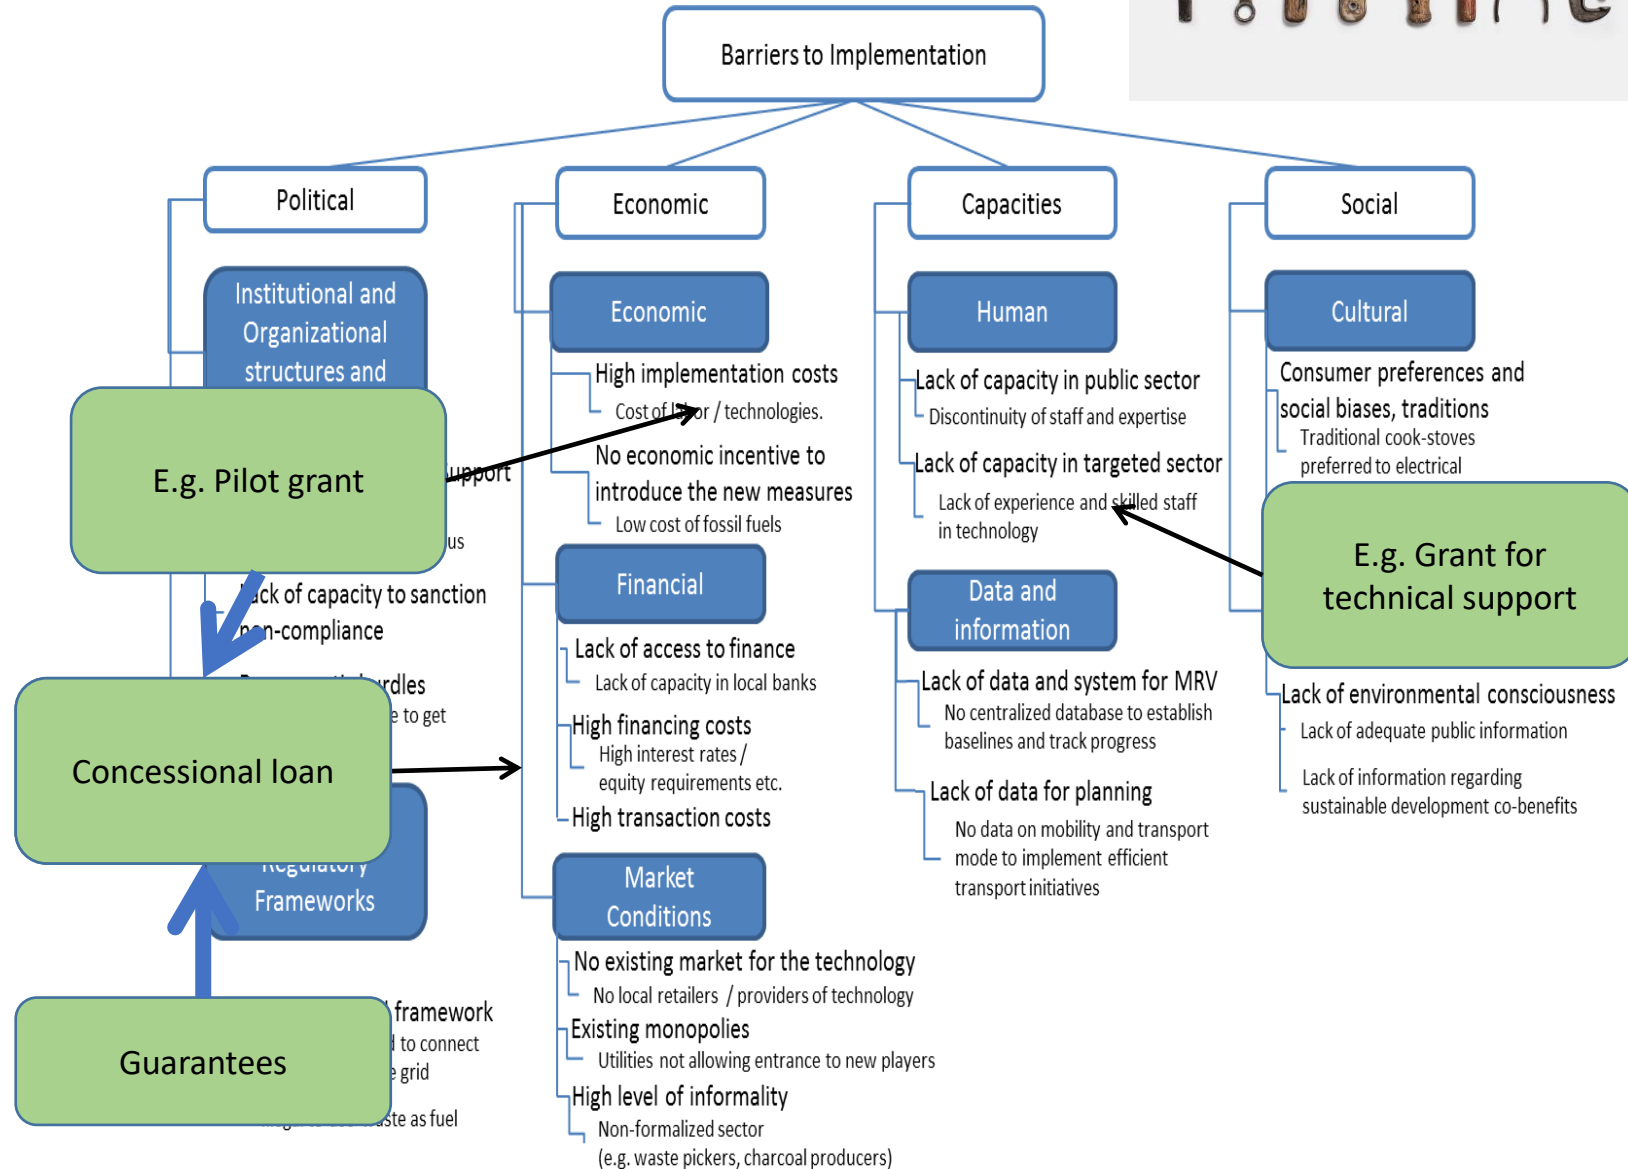 Barriers to Implementation
Political
Institutional and
Organizational
structures and
E.g. Pilot grant
support
us
Lack of capacity to sanction
non-compliance
to get
Concessional loan
Regulatory
Frameworks
Guarantees
framework
to connect
grid
as fuel
Economic
Economic
High implementation costs
Cost of labor / technologies.
No economic incentive to
introduce the new measures
Low cost of fossil fuels
Financial
Lack of access to finance
Lack of capacity in local banks
High financing costs
High interest rates /
equity requirements etc.
High transaction costs
Market
Conditions
No existing market for the technology
No local retailers / providers of technology
Existing monopolies
Utilities not allowing entrance to new players
High level of informality
Non-formalized sector
(e.g. waste pickers, charcoal producers)
Capacities
Human
Lack of capacity in public sector
Discontinuity of staff and expertise
Lack of capacity in targeted sector
Lack of experience and skilled staff
in technology
Data and
information
Lack of data and system for MRV
No centralized database to establish
baselines and track progress
Lack of data for planning
No data on mobility and transport
mode to implement efficient
transport initiatives
Social
Cultural
Consumer preferences and
social biases, traditions
Traditional cook-stoves
preferred to electrical
E.g. Grant for
technical support
Lack of environmental consciousness
Lack of adequate public information
Lack of information regarding
sustainable development co-benefits